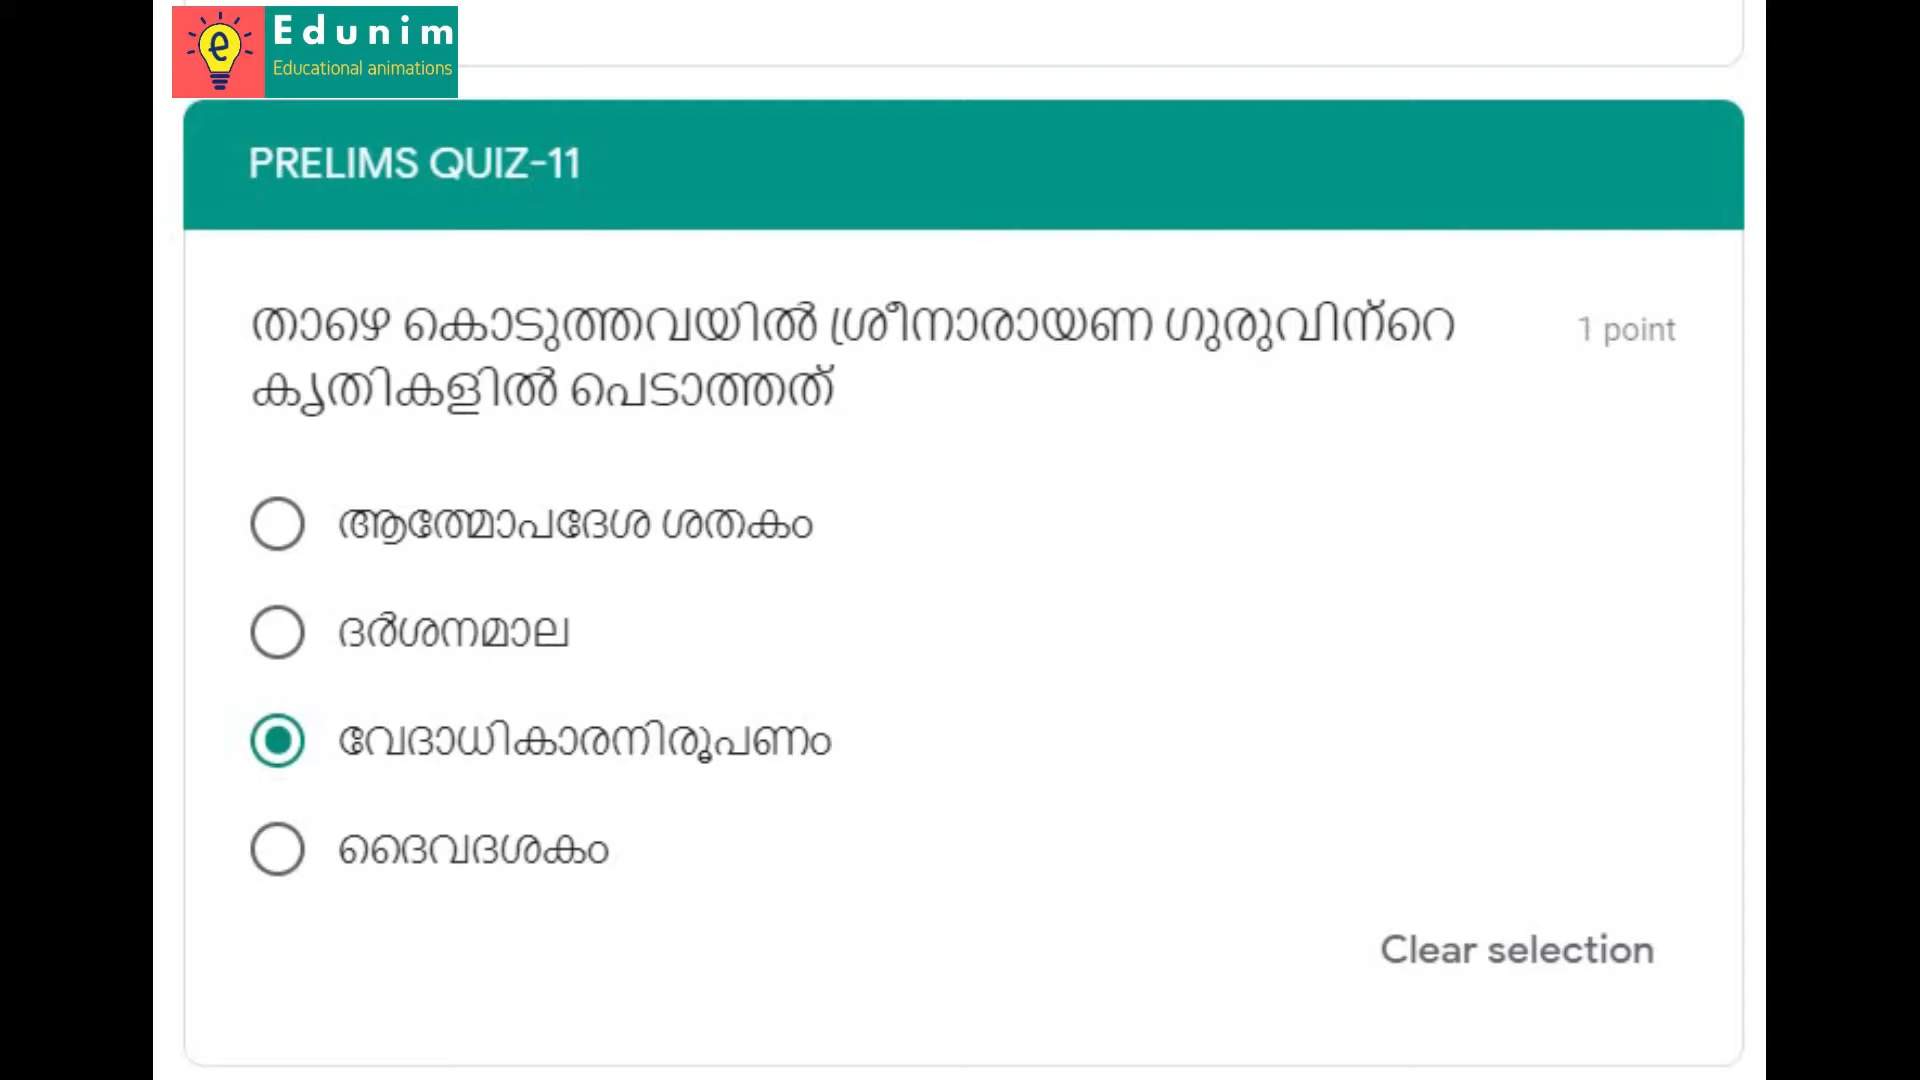 Edunim
Educational animations
PRELIMS QUIZ-11
താഴെ കൊടുത്തവയിൽ ശ്രീനാരായണ ഗുരുവിന്റെ
1 point
കൃതികളിൽ പെടാത്തത്
ആത്മോപദേശ ശതകം
ദർശനമാല
വേദാധികാരനിരൂപണം
ദൈവദശകം
Clear selection